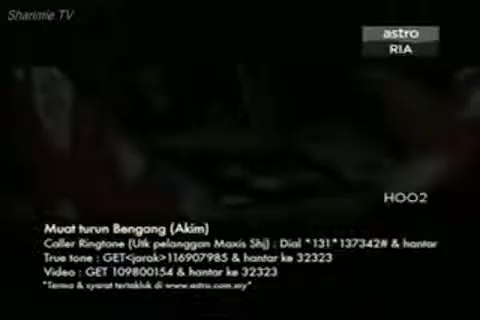 Sharimie.TV
astro
RIA
HOO2
Muat turun Bengang (Akim)
Caller Ringtone (Utk pelanggan Maxis Shj) : Dial *131*137342# & hantar
True tone : GET<jarak>116907985 & hantar ke 32323
Video : GET 109800154 & hantar ke 32323
"Terma & syarat tertakluk di www.astro.com.my"